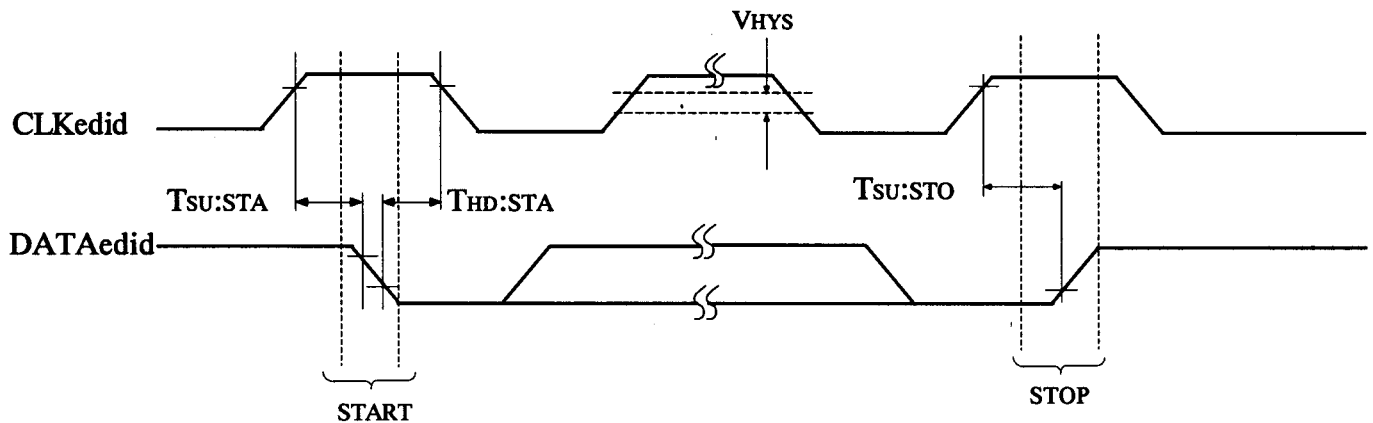 VHYS
CLKedid
TSU:STA
THD:STA
TSU:STO
DATAedid
START
STOP